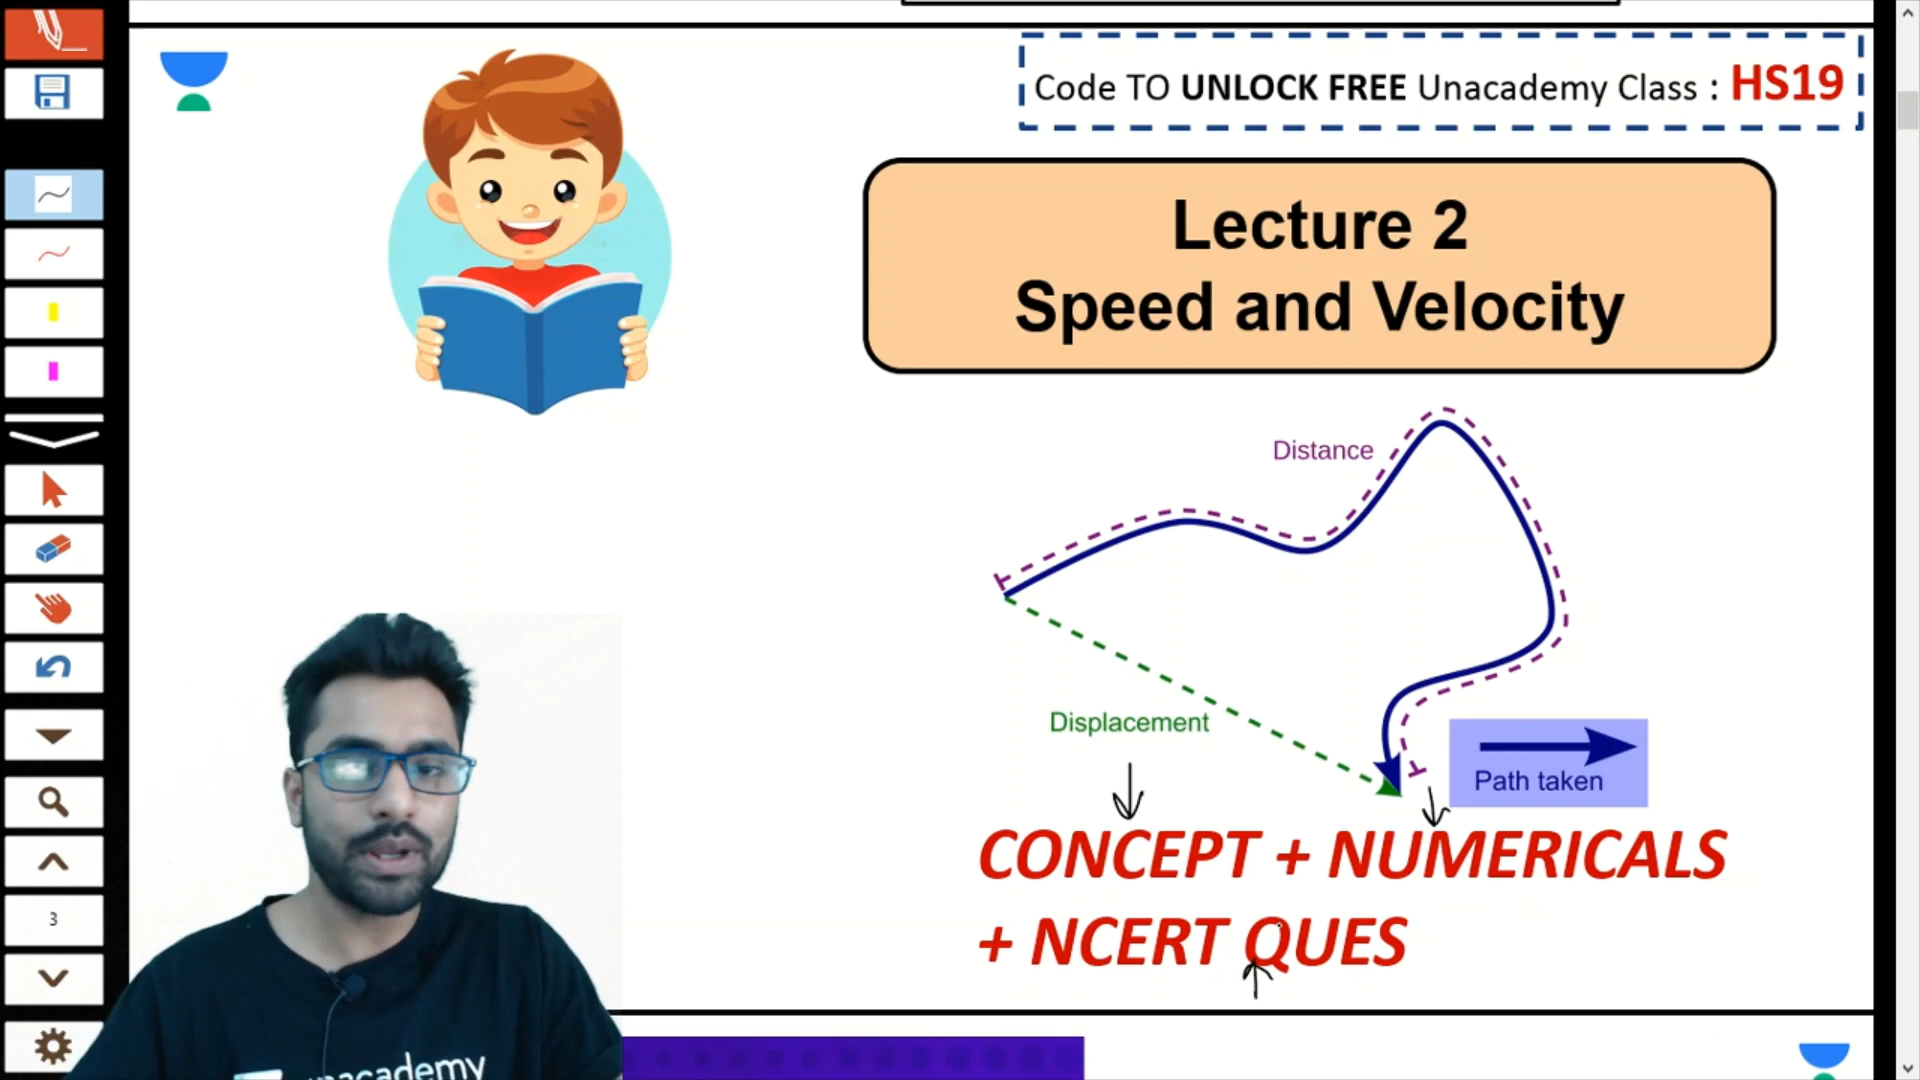 Code TO UNLOCK FREE Unacademy Class : HS19
Lecture 2
Speed and Velocity
Distance
Displacement
Path taken
CONCEPT + NUMERICALS
+ NCERT QUES
3
unacademy